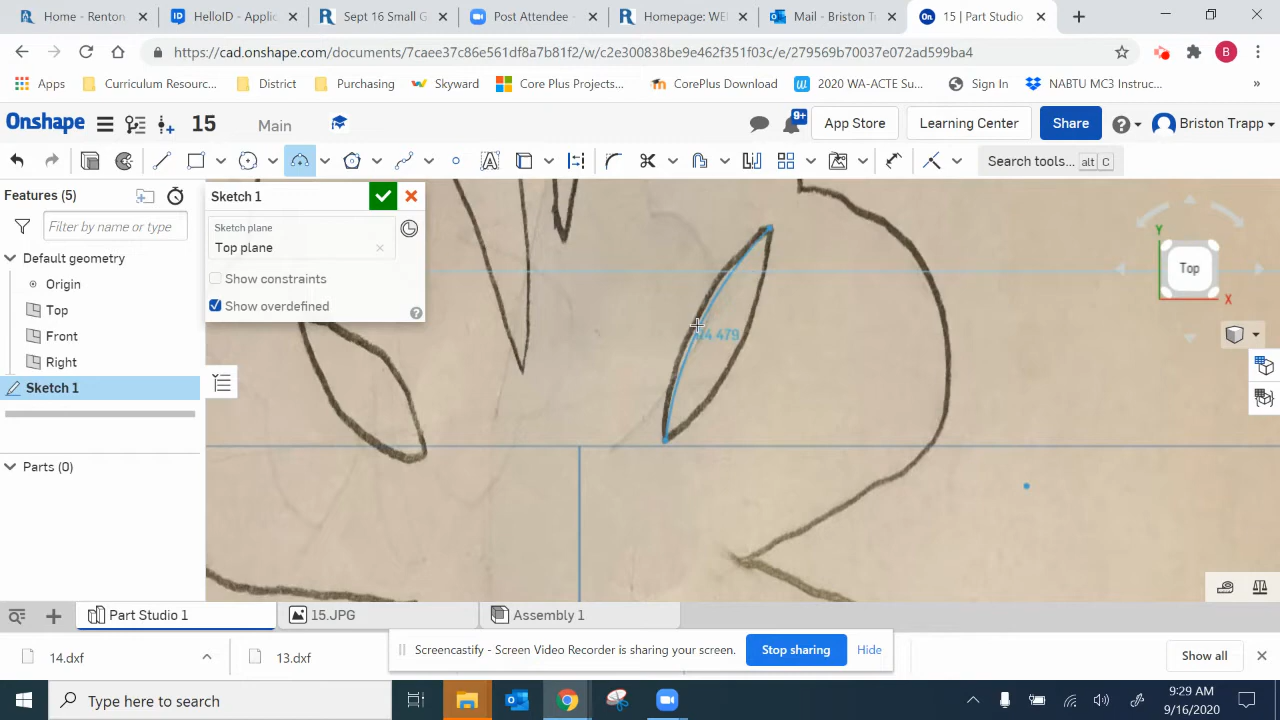 Home - Renton
HelloID - Applic
Sept 16 Small G
Post Attendee -
Homepage: WEI
Mail - Briston T
15 | Part Studio
https://cad.onshape.com/documents/7caee37c86e561df8a7b81f2/w/c2e300838be9e462f351f03c/e/279569b70037e072ad599ba4
B
Apps
Curriculum Resourc...
District
Purchasing
Skyward
Core Plus Projects...
CorePlus Download
2020 WA-ACTE Su...
Sign In
NABTU MC3 Instruc...
Onshape
15
Main
9+
App Store
Learning Center
Share
Briston Trapp
Search tools...
alt
C
Features (5)
Filter by name or type
Default geometry
Origin
Top
Front
Right
Sketch 1
Parts (0)
Sketch 1
Sketch plane
Top plane
Show constraints
Show overdefined
4.479
Y
Top
X
Part Studio 1
15.JPG
Assembly 1
14.dxf
13.dxf
Screencastify - Screen Video Recorder is sharing your screen.
Stop sharing
Hide
Show all
Type here to search
9:29 AM
9/16/2020